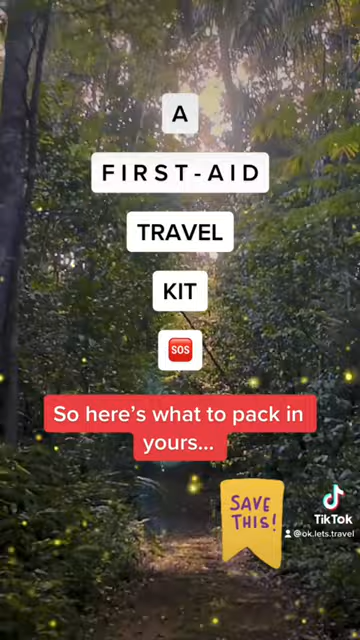 A
FIRST-AID
TRAVEL
KIT
SOS
So here's what to pack in
yours...
SAVE
THIS!
TikTok
@ok.lets.travel